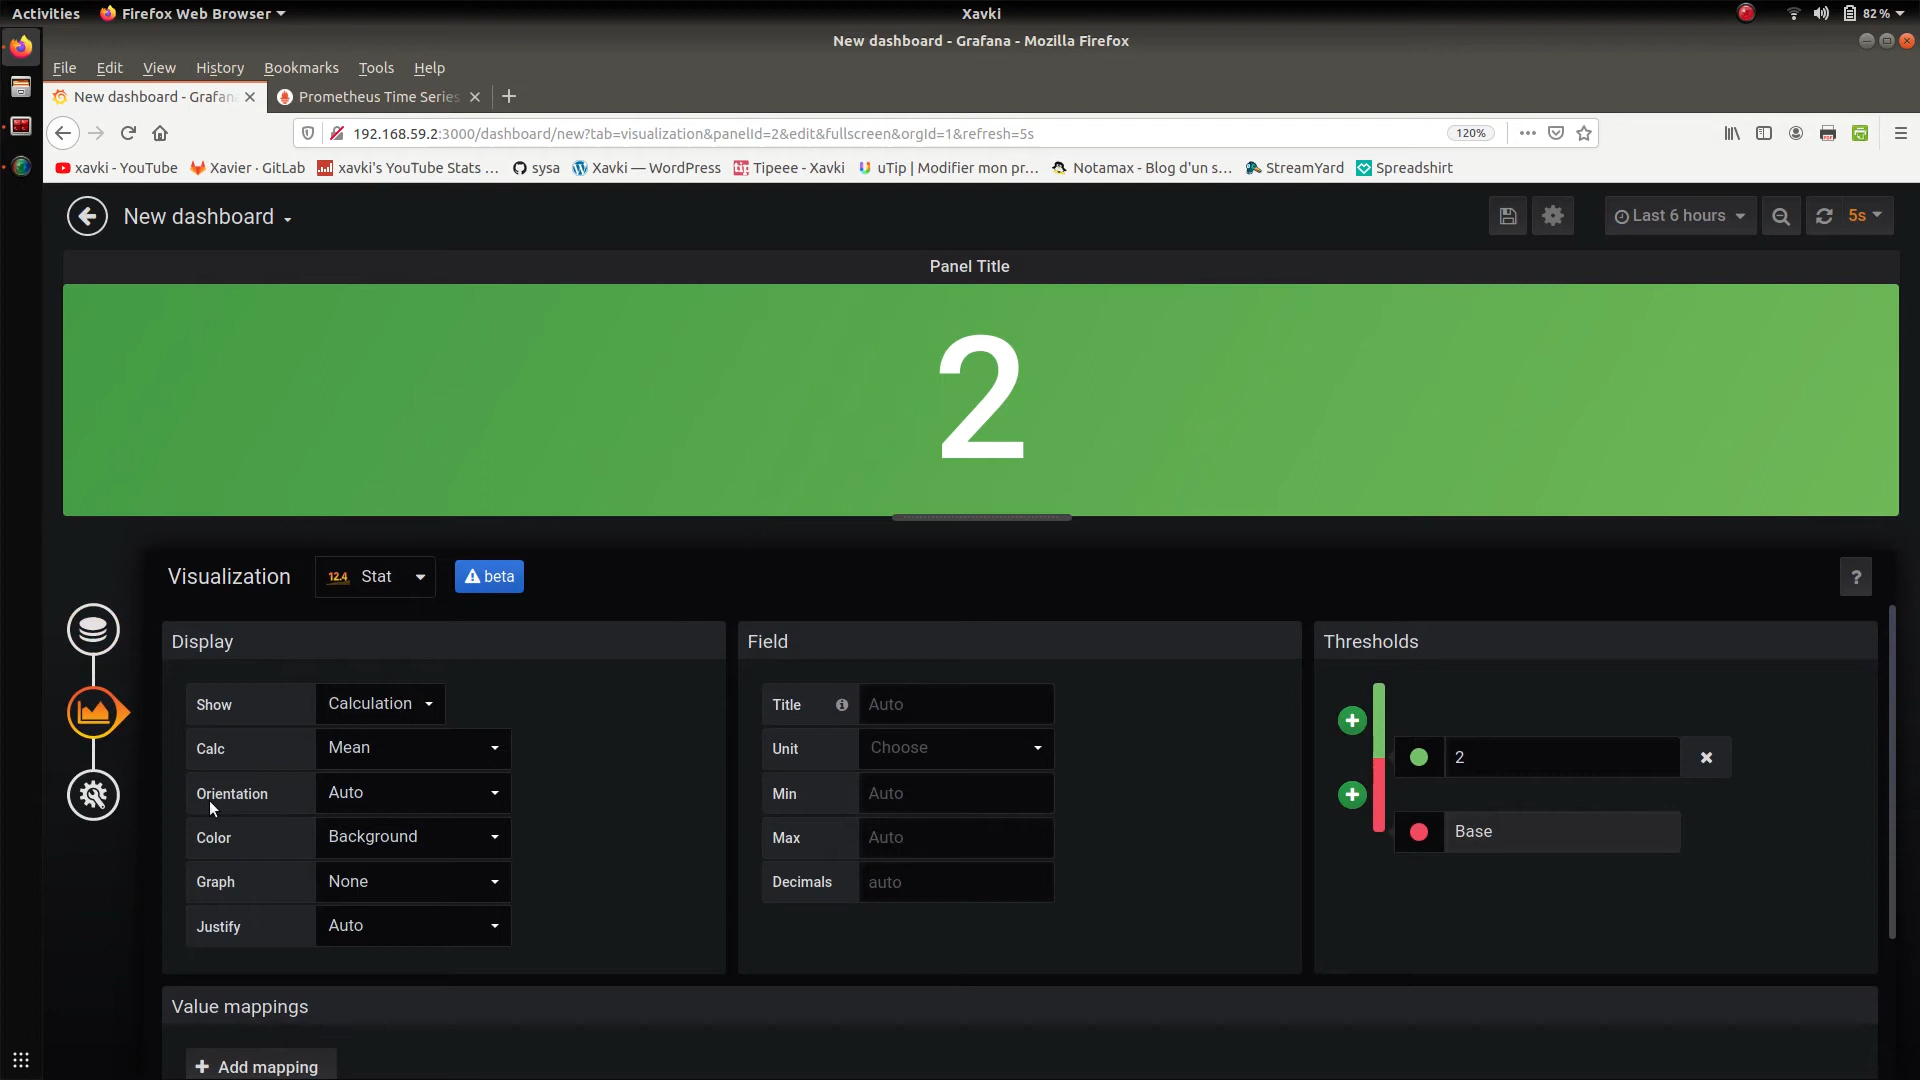 Activities Firefox Web Browser Xavki 82 %
New dashboard - Grafana - Mozilla Firefox
File Edit View History Bookmarks Tools Help
New dashboard - Grafan Prometheus Time Series
192.168.59.2:3000/dashboard/new?tab=visualization&panelId=2&edit&fullscreen&orgId=1&refresh=5s 120%
xavki - YouTube Xavier · GitLab xavki's YouTube Stats ... sysa Xavki — WordPress Tipeee - Xavki uTip | Modifier mon pr... Notamax - Blog d'un s... StreamYard Spreadshirt
New dashboard Last 6 hours 5s
Panel Title
2
Visualization 12.4 Stat beta ?
Display Field Thresholds
Show Calculation Title Auto
Calc Mean Unit Choose 2
Orientation Auto Min Auto
Color Background Max Auto Base
Graph None Decimals auto
Justify Auto
Value mappings
Add mapping